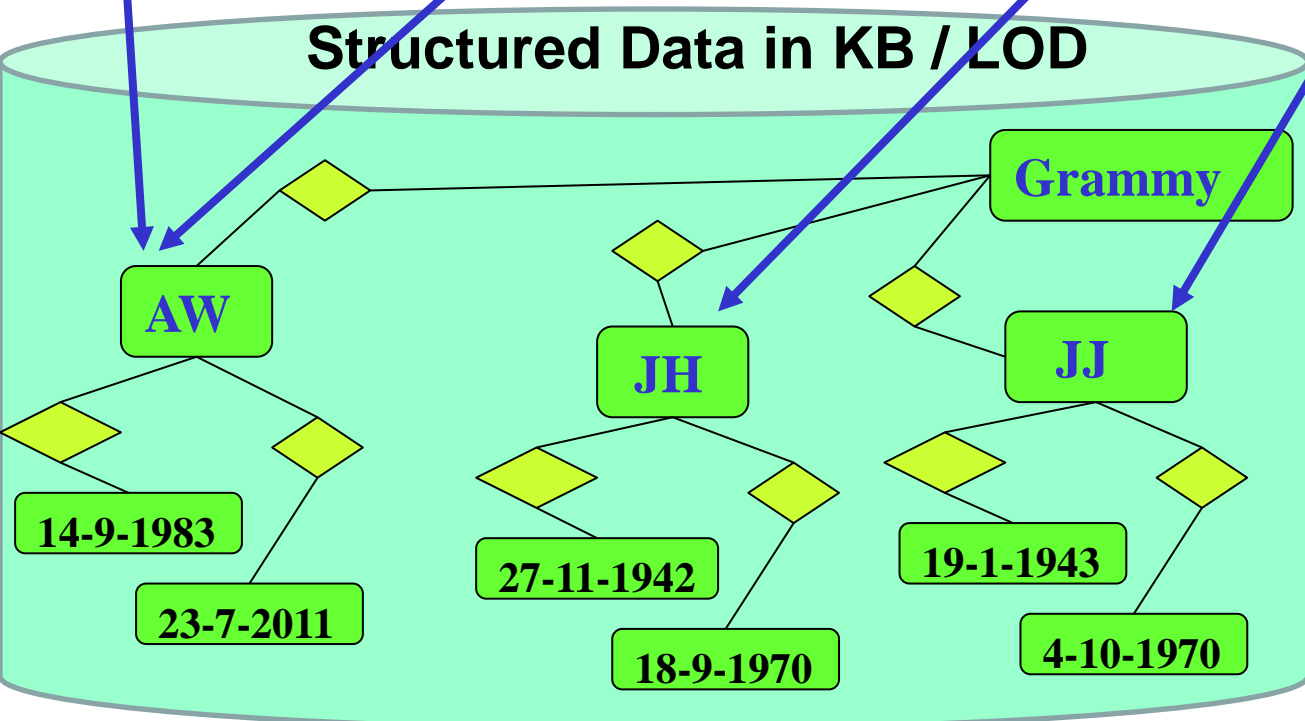 Structured Data in KB / LOD
Grammy
AW
JH
JJ
14-9-1983
23-7-2011
27-11-1942
18-9-1970
19-1-1943
4-10-1970